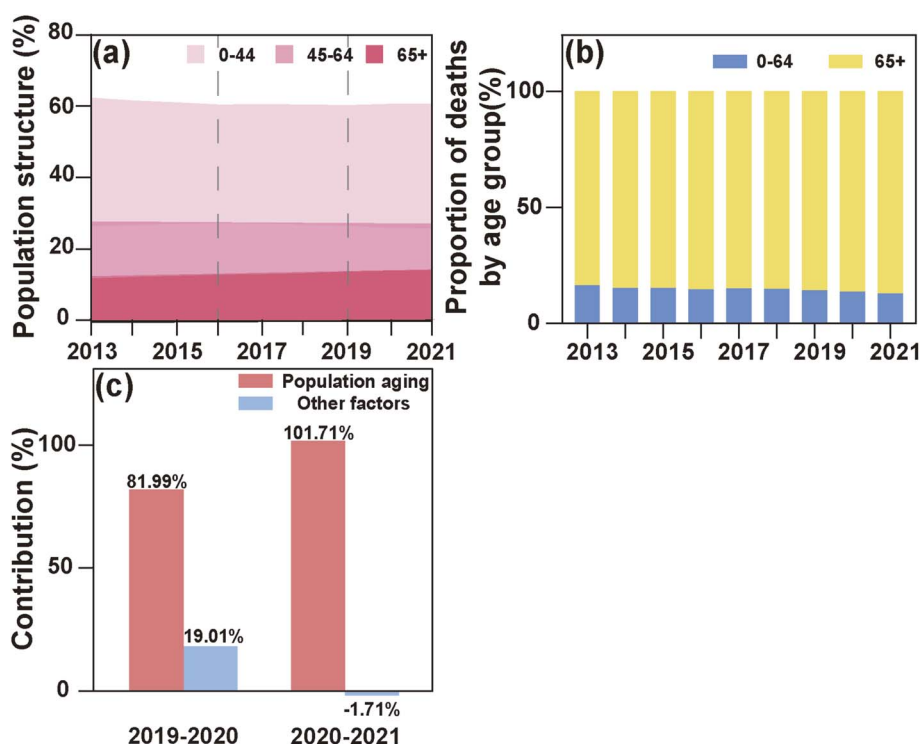 (a)
0-44 45-64 65+
Population structure (%)
80
60
40
20
0
2013 2015 2017 2019 2021
(b)
0-64 65+
Proportion of deaths
by age group(%)
100
50
0
2013 2015 2017 2019 2021
(c)
Population aging
Other factors
Contribution (%)
100
50
0
81.99%
19.01%
101.71%
-1.71%
2019-2020 2020-2021